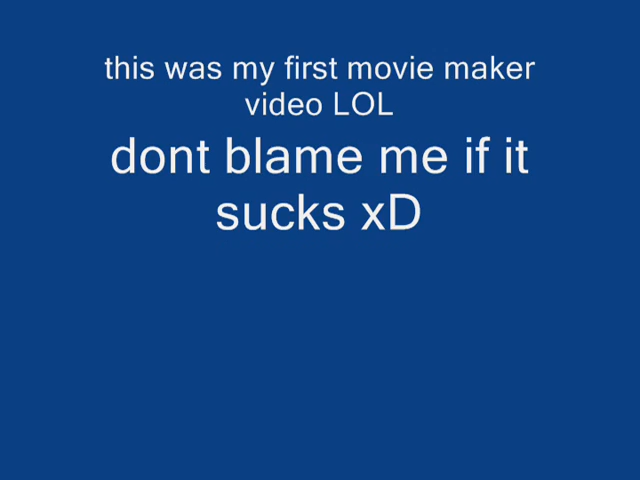 this was my first movie maker
video LOL
dont blame me if it
sucks xD